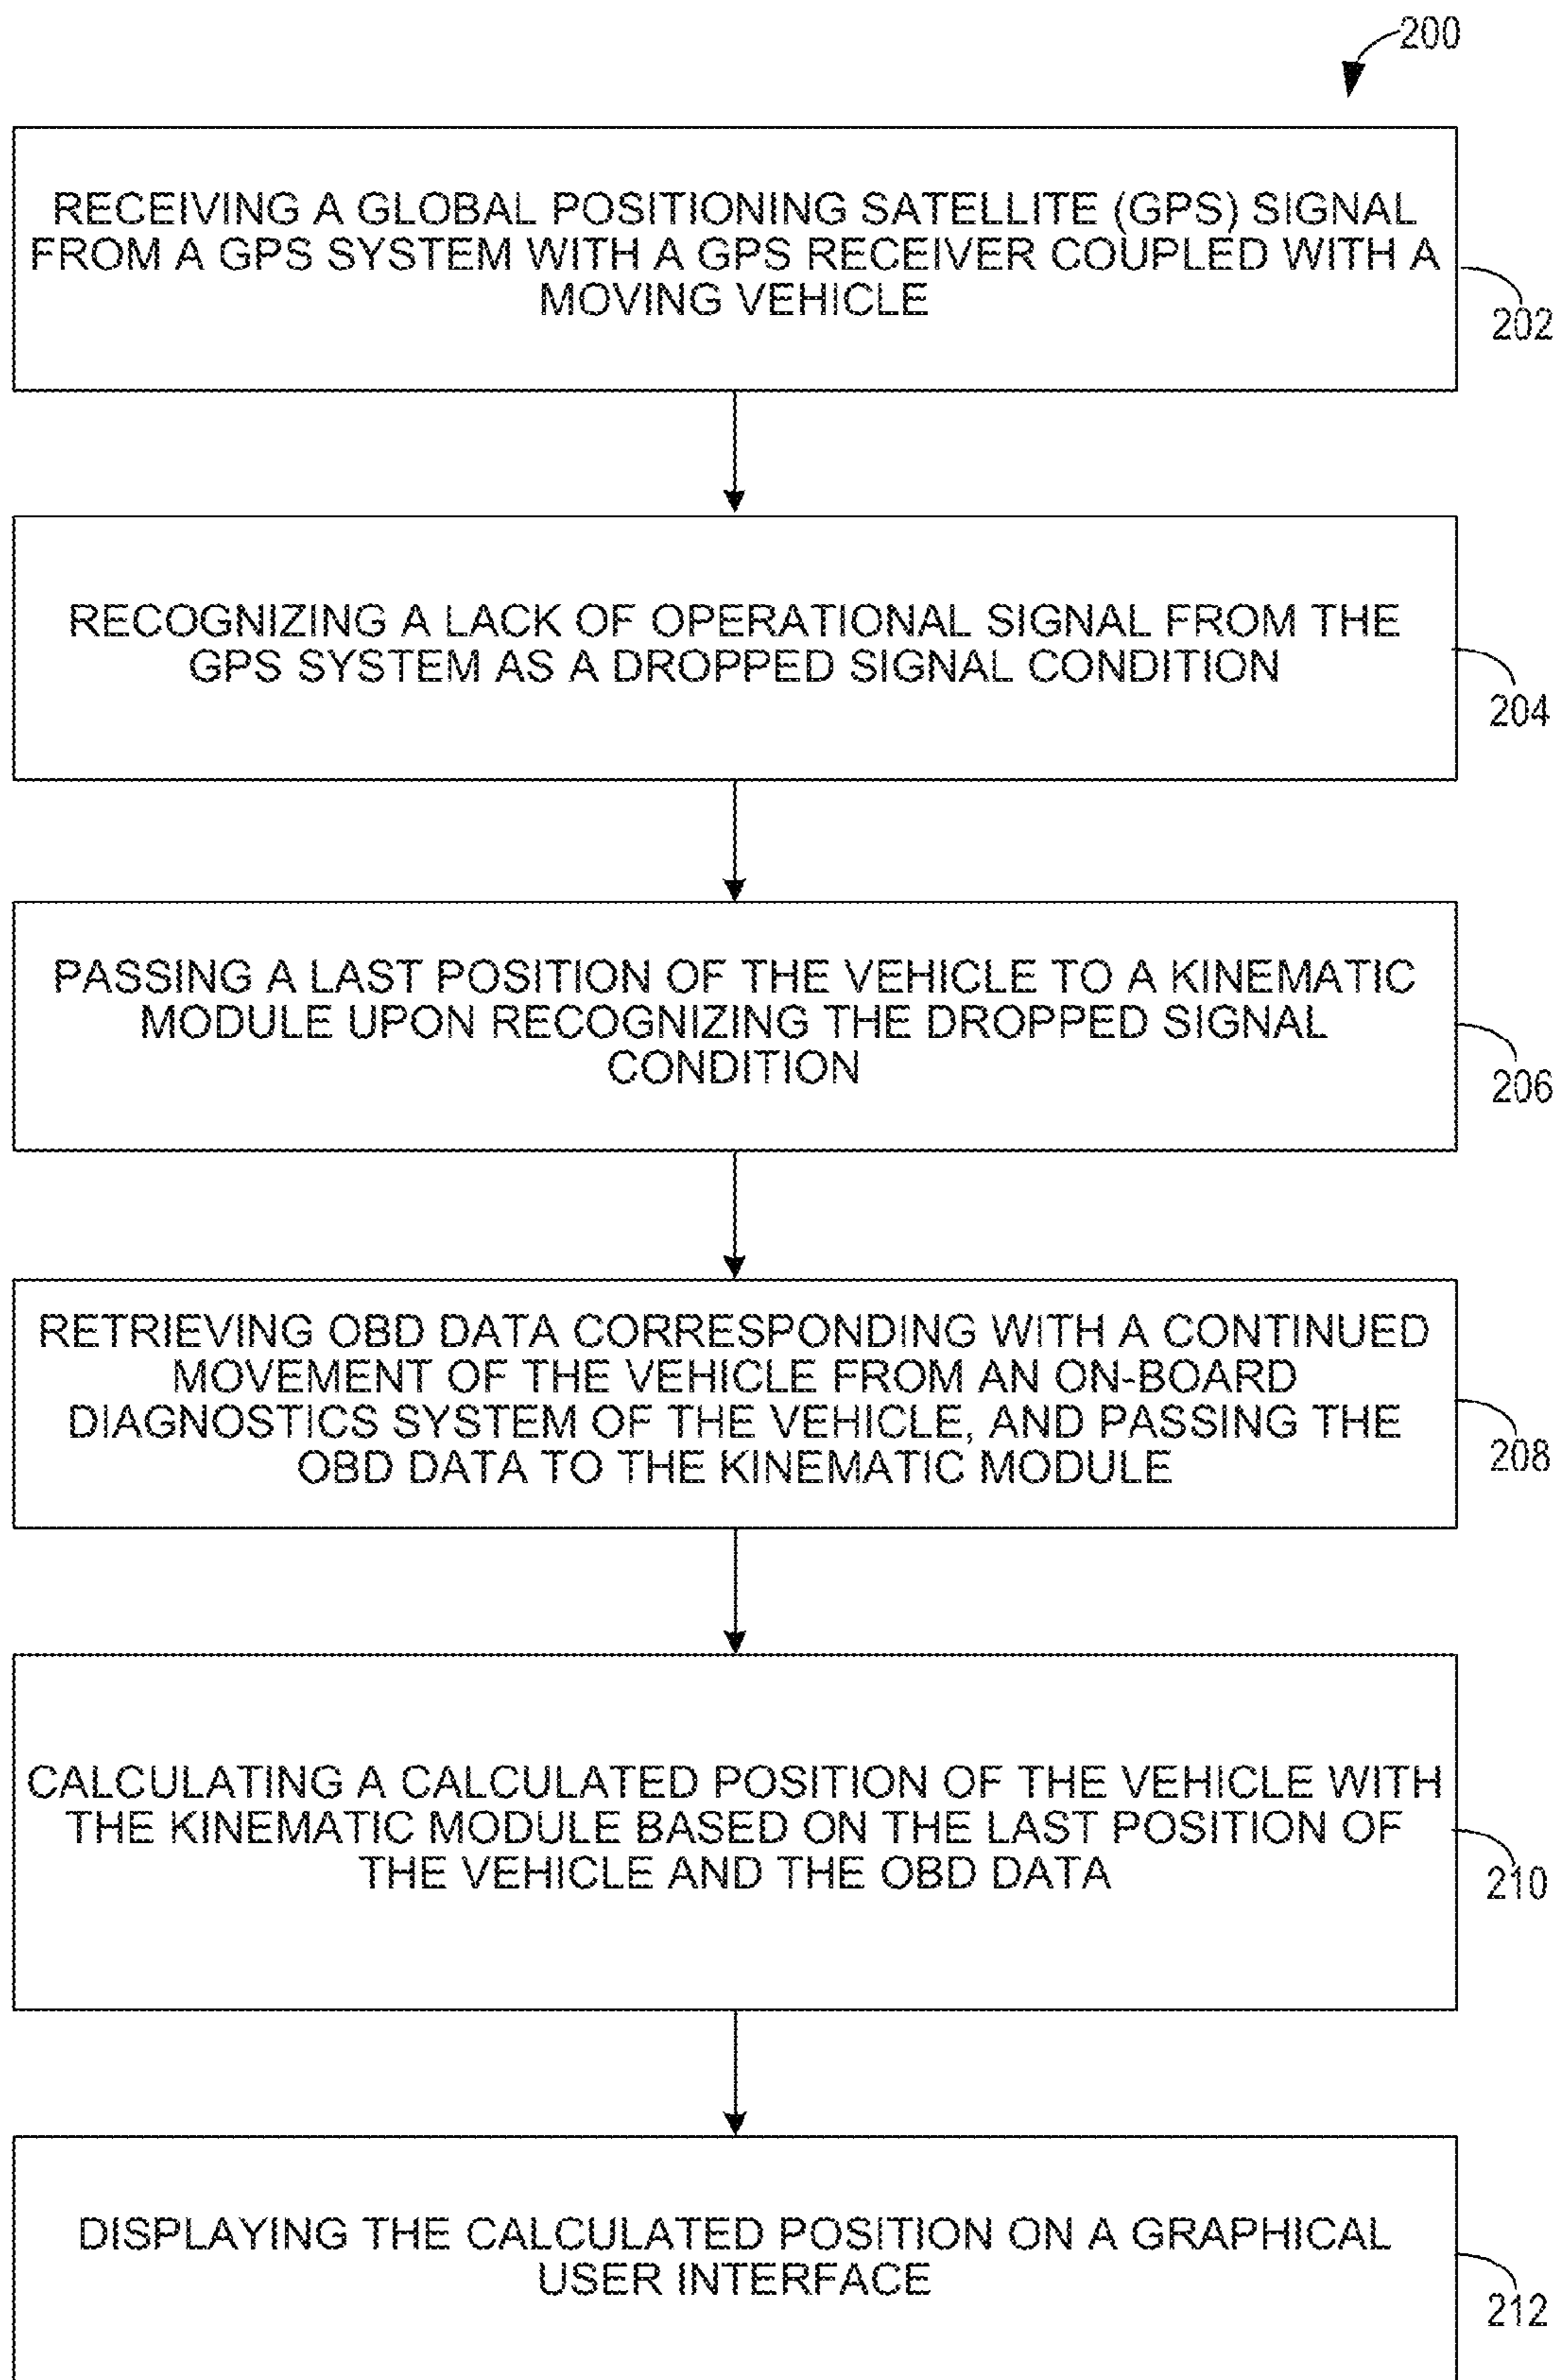 200
RECEIVING A GLOBAL POSITIONING SATELLITE (GPS) SIGNAL
FROM A GPS SYSTEM WITH A GPS RECEIVER COUPLED WITH A
MOVING VEHICLE
202
RECOGNIZING A LACK OF OPERATIONAL SIGNAL FROM THE
GPS SYSTEM AS A DROPPED SIGNAL CONDITION
204
PASSING A LAST POSITION OF THE VEHICLE TO A KINEMATIC
MODULE UPON RECOGNIZING THE DROPPED SIGNAL
CONDITION
206
RETRIEVING OBD DATA CORRESPONDING WITH A CONTINUED
MOVEMENT OF THE VEHICLE FROM AN ON-BOARD
DIAGNOSTICS SYSTEM OF THE VEHICLE, AND PASSING THE
OBD DATA TO THE KINEMATIC MODULE
208
CALCULATING A CALCULATED POSITION OF THE VEHICLE WITH
THE KINEMATIC MODULE BASED ON THE LAST POSITION OF
THE VEHICLE AND THE OBD DATA
210
DISPLAYING THE CALCULATED POSITION ON A GRAPHICAL
USER INTERFACE
212